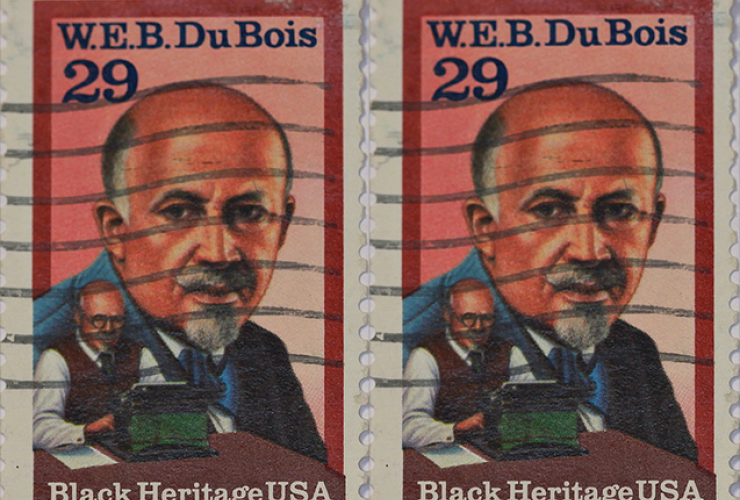 W.E.B. Du Bois
29
Black Heritage USA
W.E.B. Du Bois
29
Black Heritage USA